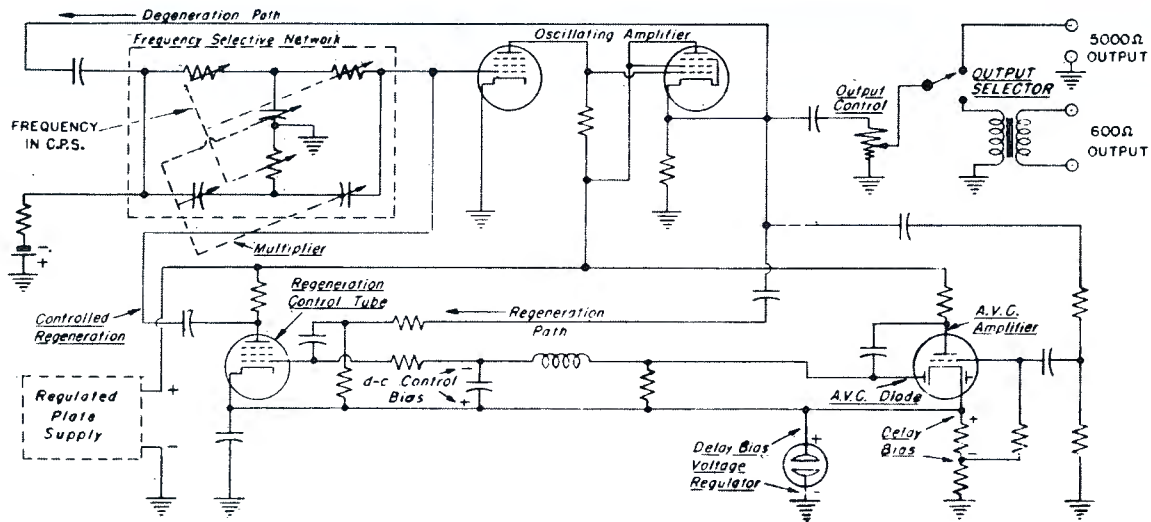 Degeneration Path
Frequency Selective Network
Oscillating Amplifier
5000Ω
OUTPUT
OUTPUT
SELECTOR
Output
Control
600Ω
OUTPUT
FREQUENCY
IN C.P.S.
-
+
Multiplier
Regeneration
Control Tube
Regeneration
Path
Controlled
Regeneration
A.V.C.
Amplifier
-
d-c Control
Bias
+
A.V.C. Diode
Regulated
Plate
Supply
+
-
Delay Bias
Voltage
Regulator
+
-
Delay
Bias
+
-